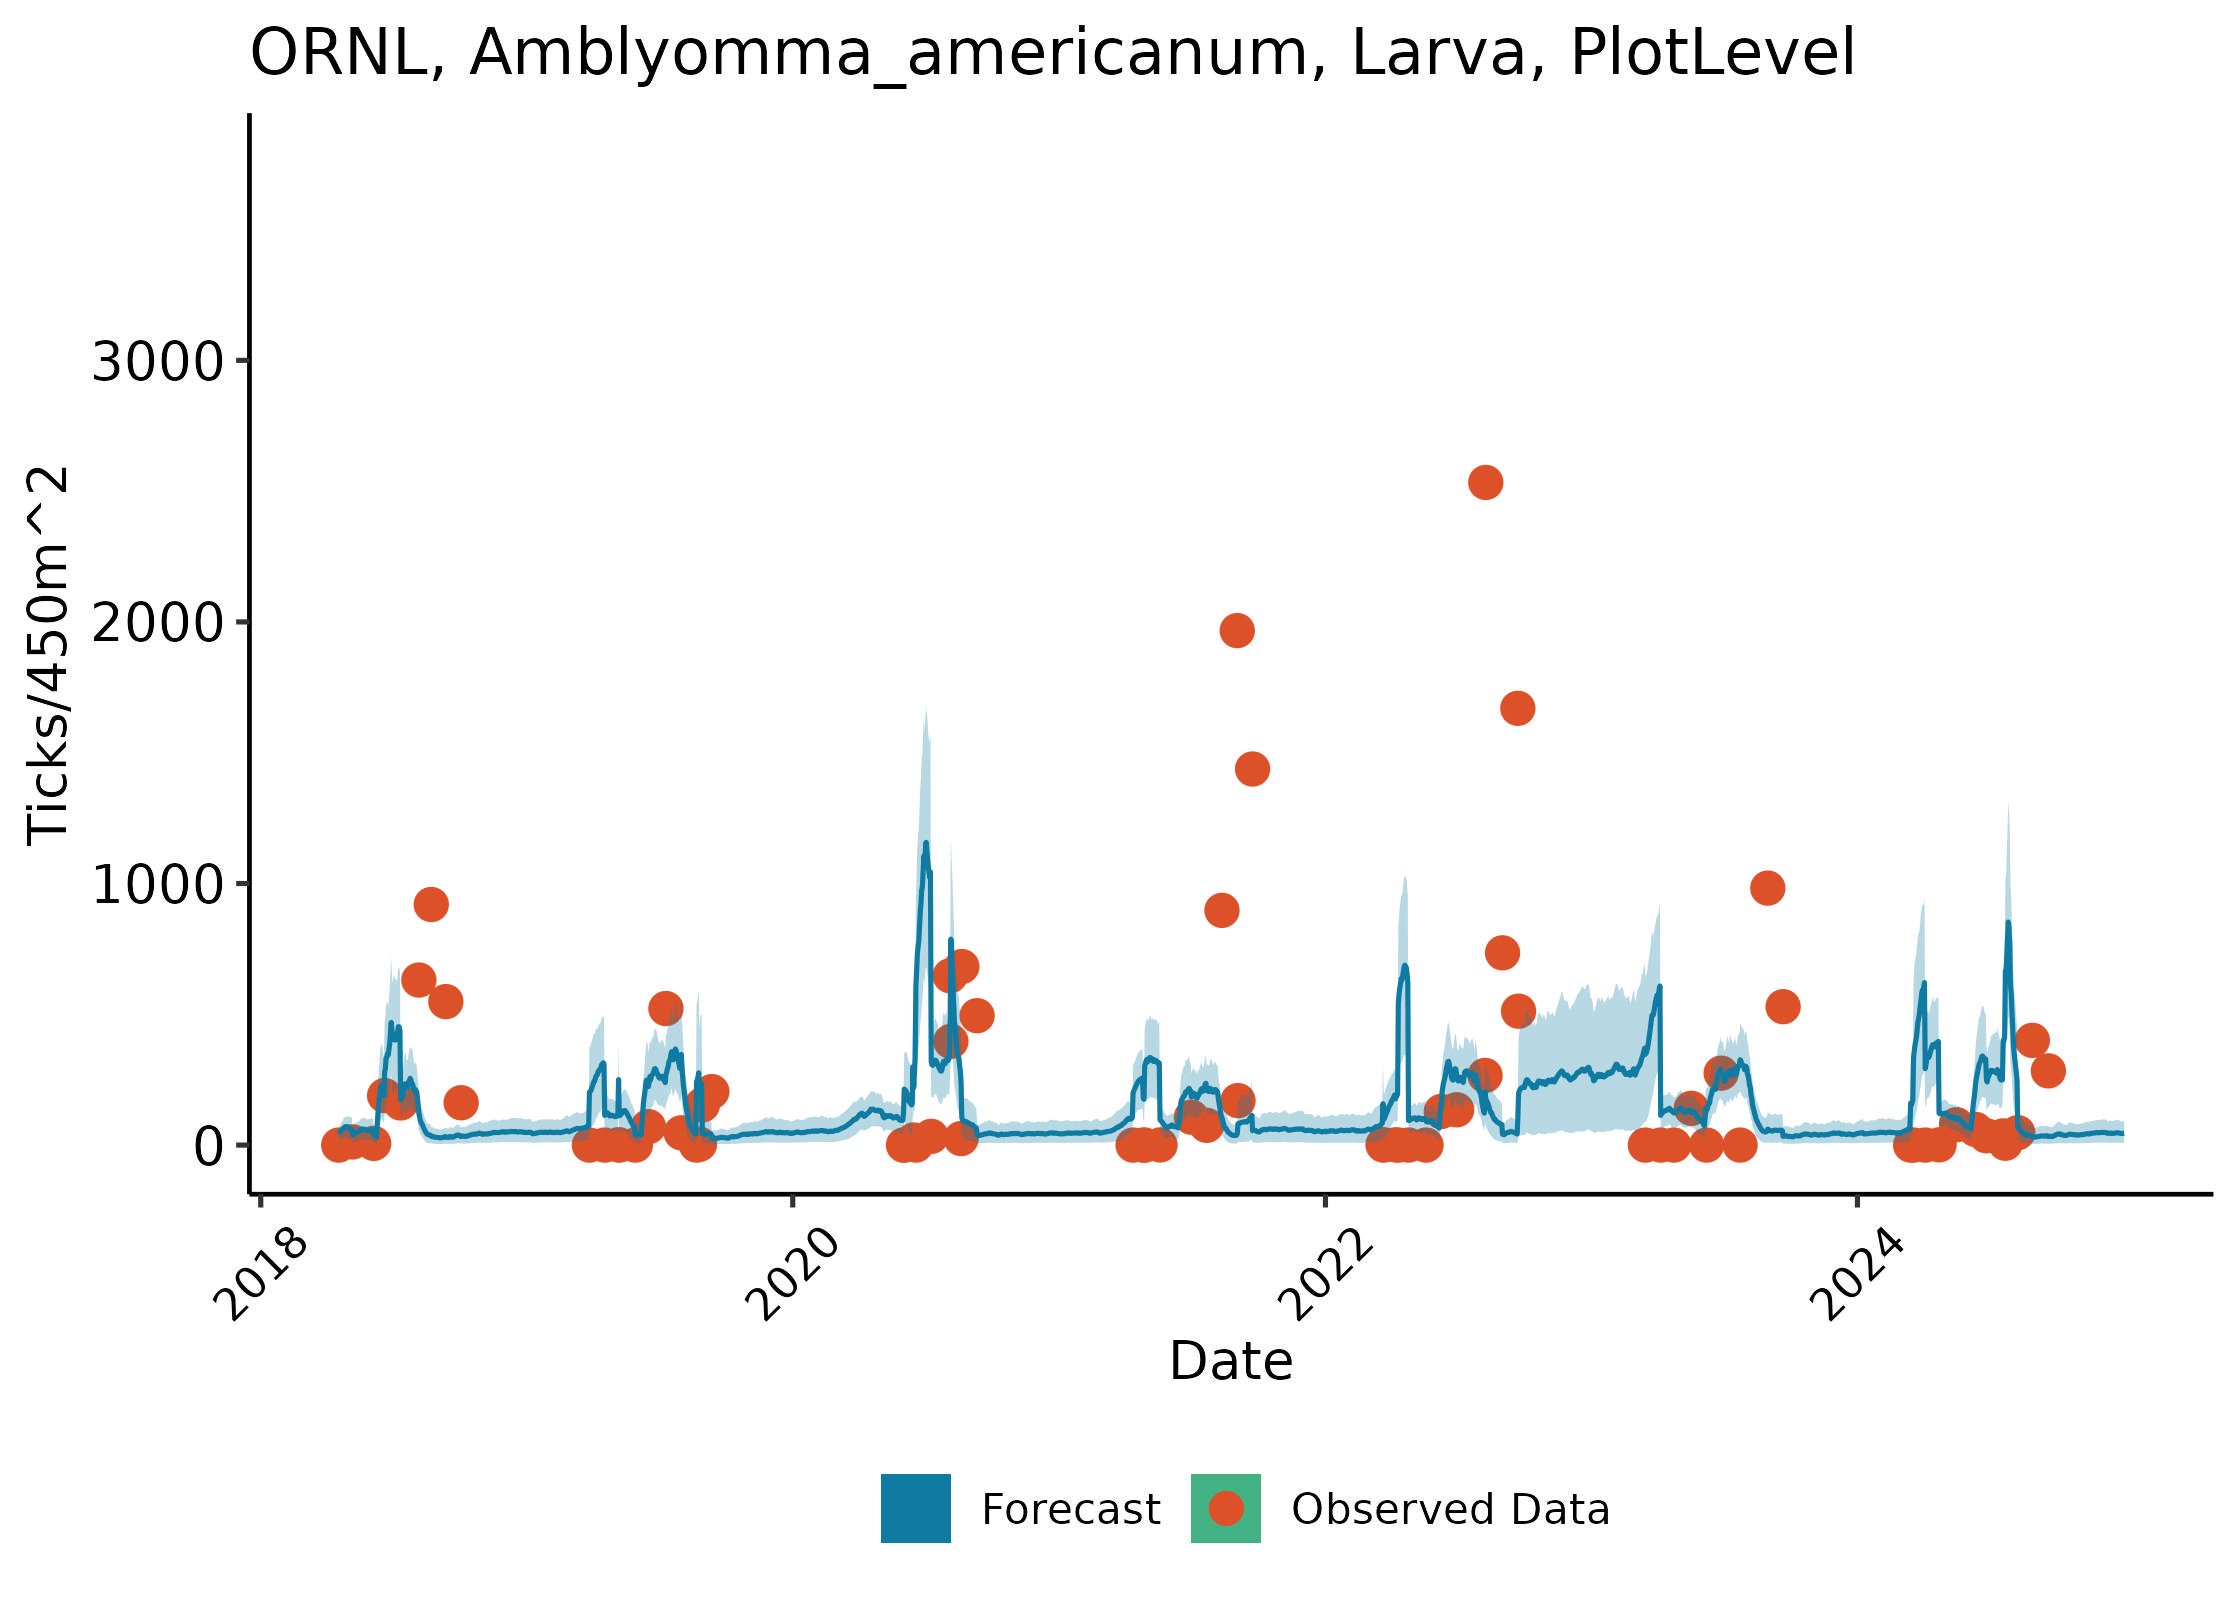 ORNL, Amblyomma_americanum, Larva, PlotLevel
Ticks/450m^2
3000
2000
1000
0
2018
2020
2022
2024
Date
Forecast
Observed Data